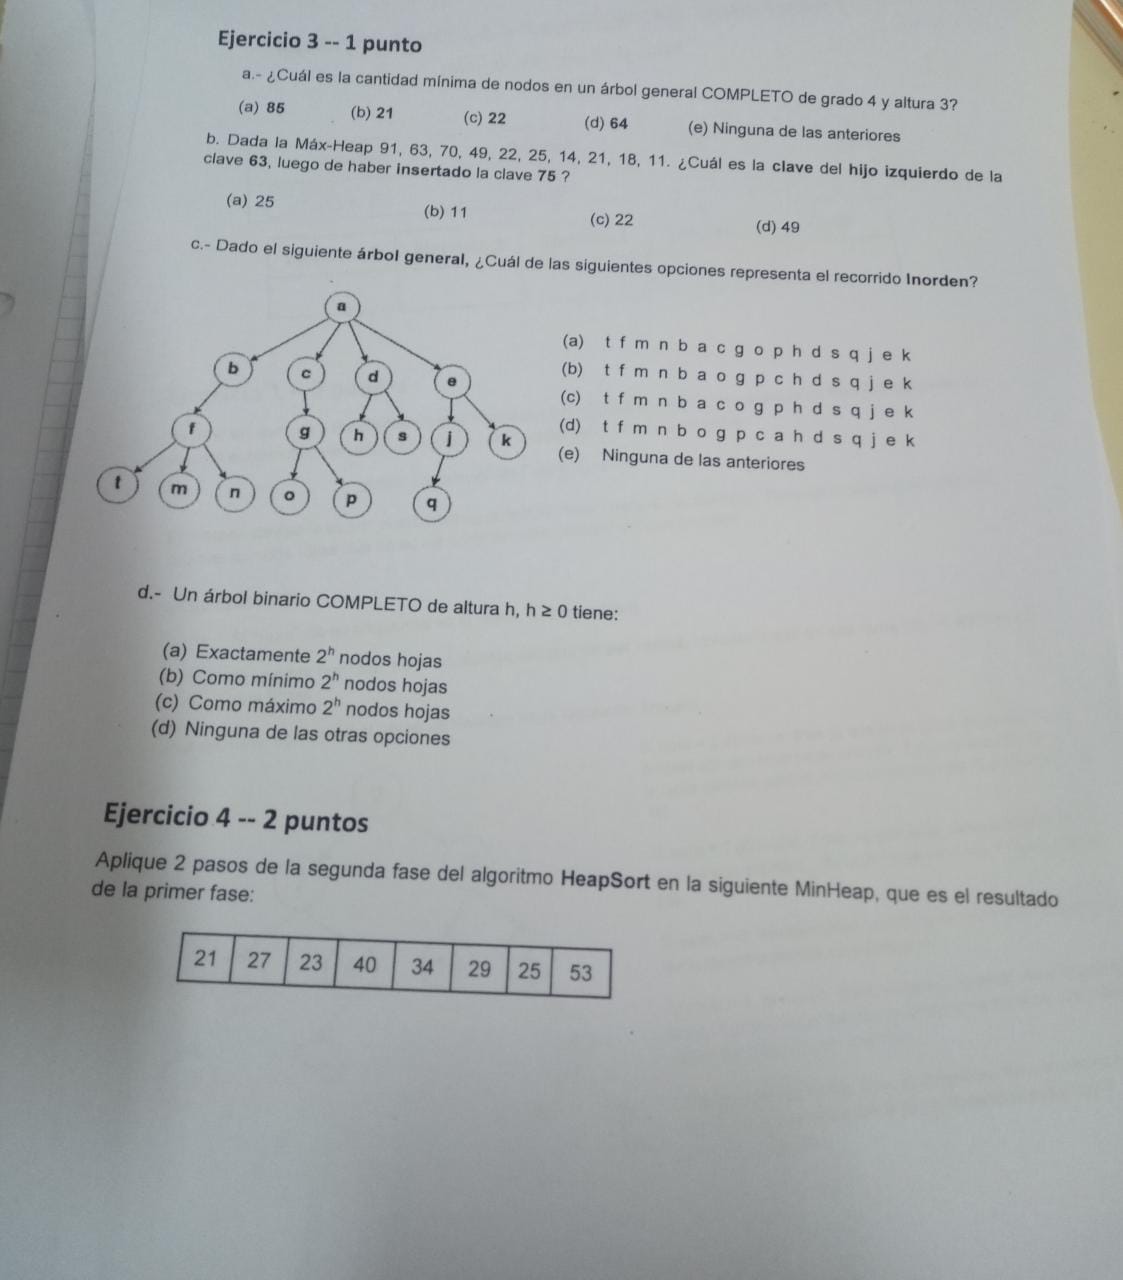 Ejercicio 3 -- 1 punto
a.- ¿Cuál es la cantidad mínima de nodos en un árbol general COMPLETO de grado 4 y altura 3?
(a) 85 (b) 21 (c) 22 (d) 64 (e) Ninguna de las anteriores
b. Dada la Máx-Heap 91, 63, 70, 49, 22, 25, 14, 21, 18, 11. ¿Cuál es la clave del hijo izquierdo de la
clave 63, luego de haber insertado la clave 75 ?
(a) 25 (b) 11 (c) 22 (d) 49
c.- Dado el siguiente árbol general, ¿Cuál de las siguientes opciones representa el recorrido Inorden?
a
b c d e
f g h s j k
t m n o p q
(a) t f m n b a c g o p h d s q j e k
(b) t f m n b a o g p c h d s q j e k
(c) t f m n b a c o g p h d s q j e k
(d) t f m n b o g p c a h d s q j e k
(e) Ninguna de las anteriores
d.- Un árbol binario COMPLETO de altura h, h ≥ 0 tiene:
(a) Exactamente 2ʰ nodos hojas
(b) Como mínimo 2ʰ nodos hojas
(c) Como máximo 2ʰ nodos hojas
(d) Ninguna de las otras opciones
Ejercicio 4 -- 2 puntos
Aplique 2 pasos de la segunda fase del algoritmo HeapSort en la siguiente MinHeap, que es el resultado
de la primer fase:
21 27 23 40 34 29 25 53